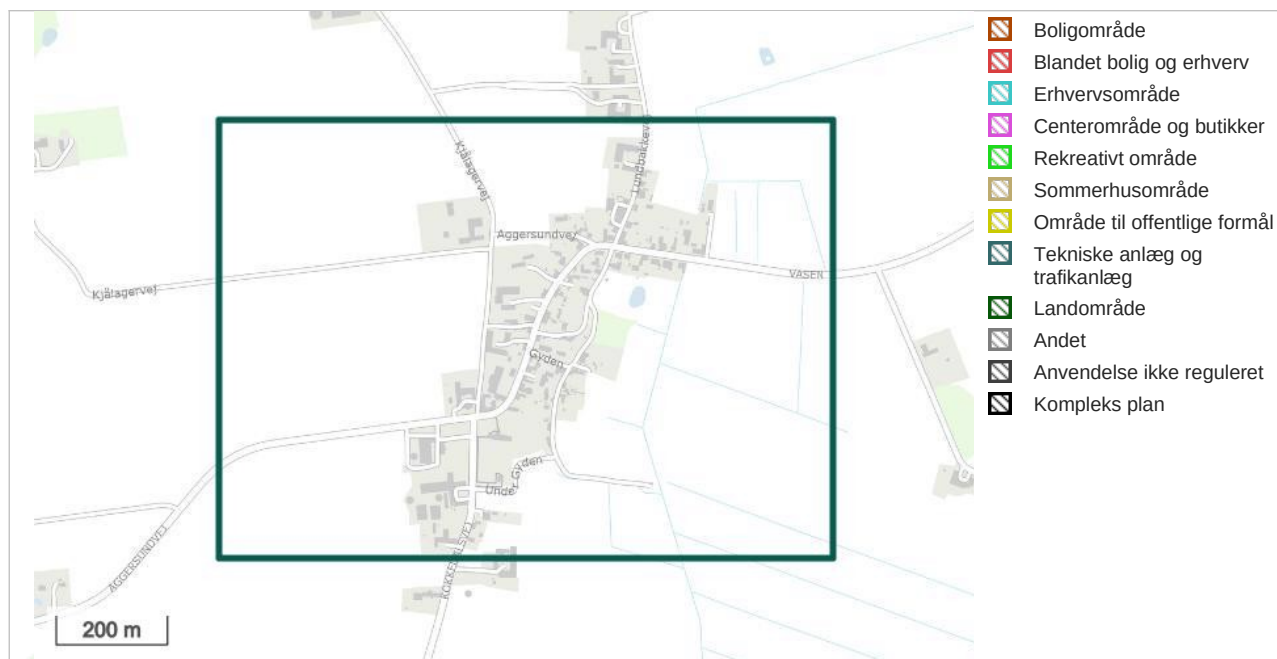 Kjålagervej
Lundbakkevej
Aggersundvej
VASEN
Kjålagervej
Gyden
Under Gyden
AGGERSUNDVEJ
KOKKEDALSVEJ
200 m
Boligområde
Blandet bolig og erhverv
Erhvervsområde
Centerområde og butikker
Rekreativt område
Sommerhusområde
Område til offentlige formål
Tekniske anlæg og
trafikanlæg
Landområde
Andet
Anvendelse ikke reguleret
Kompleks plan